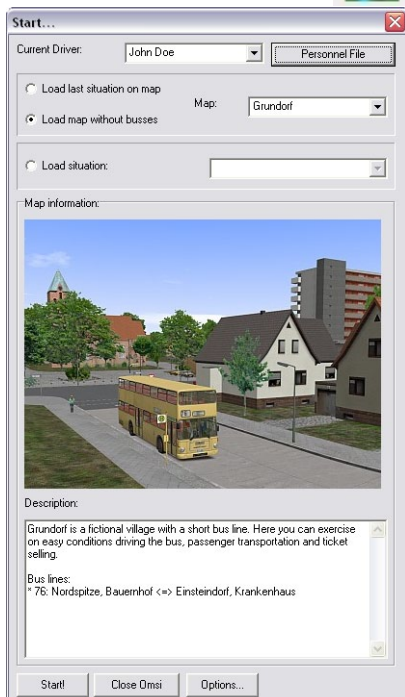 Start...
Current Driver: John Doe Personnel File
Load last situation on map
Map: Grundorf
Load map without busses
Load situation:
Map information:
Description:
Grundorf is a fictional village with a short bus line. Here you can exercise
on easy conditions driving the bus, passenger transportation and ticket
selling.
Bus lines:
* 76: Nordspitze, Bauernhof <=> Einsteindorf, Krankenhaus
Start! Close Omsi Options...